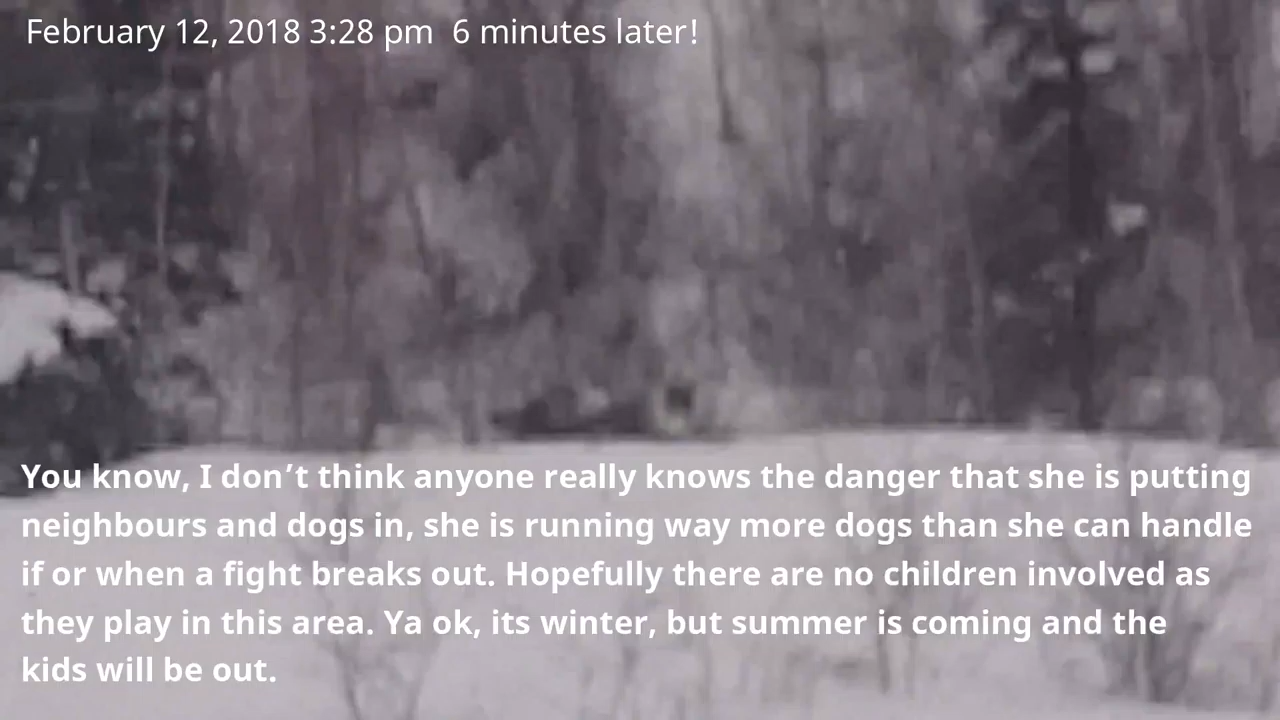 February 12, 2018 3:28 pm  6 minutes later!
You know, I don’t think anyone really knows the danger that she is putting
neighbours and dogs in, she is running way more dogs than she can handle
if or when a fight breaks out. Hopefully there are no children involved as
they play in this area. Ya ok, its winter, but summer is coming and the
kids will be out.